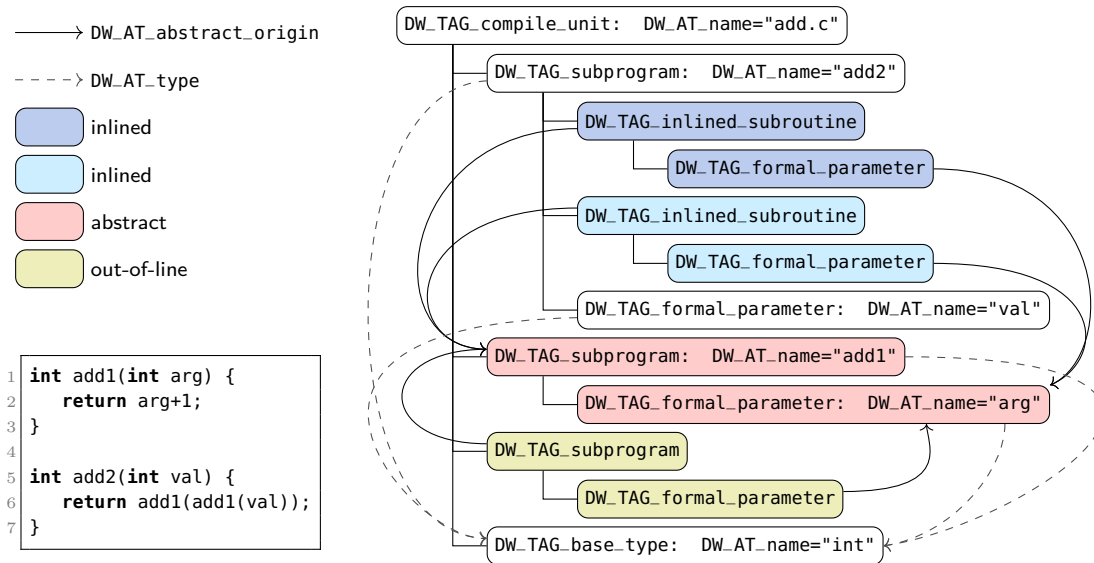 DW_AT_abstract_origin
DW_AT_type
inlined
inlined
abstract
out-of-line
1 int add1(int arg) {
2    return arg+1;
3 }
4
5 int add2(int val) {
6    return add1(add1(val));
7 }
DW_TAG_compile_unit:  DW_AT_name="add.c"
DW_TAG_subprogram:  DW_AT_name="add2"
DW_TAG_inlined_subroutine
DW_TAG_formal_parameter
DW_TAG_inlined_subroutine
DW_TAG_formal_parameter
DW_TAG_formal_parameter:  DW_AT_name="val"
DW_TAG_subprogram:  DW_AT_name="add1"
DW_TAG_formal_parameter:  DW_AT_name="arg"
DW_TAG_subprogram
DW_TAG_formal_parameter
DW_TAG_base_type:  DW_AT_name="int"